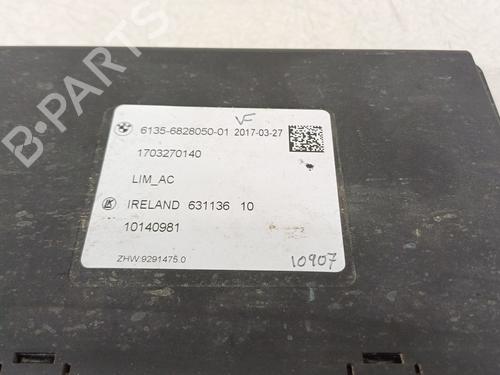 VF
6135-6828050-01 2017-03-27
1703270140
LIM_AC
IRELAND 631136 10
10140981
ZHW:9291475.0
10907
B-PARTS